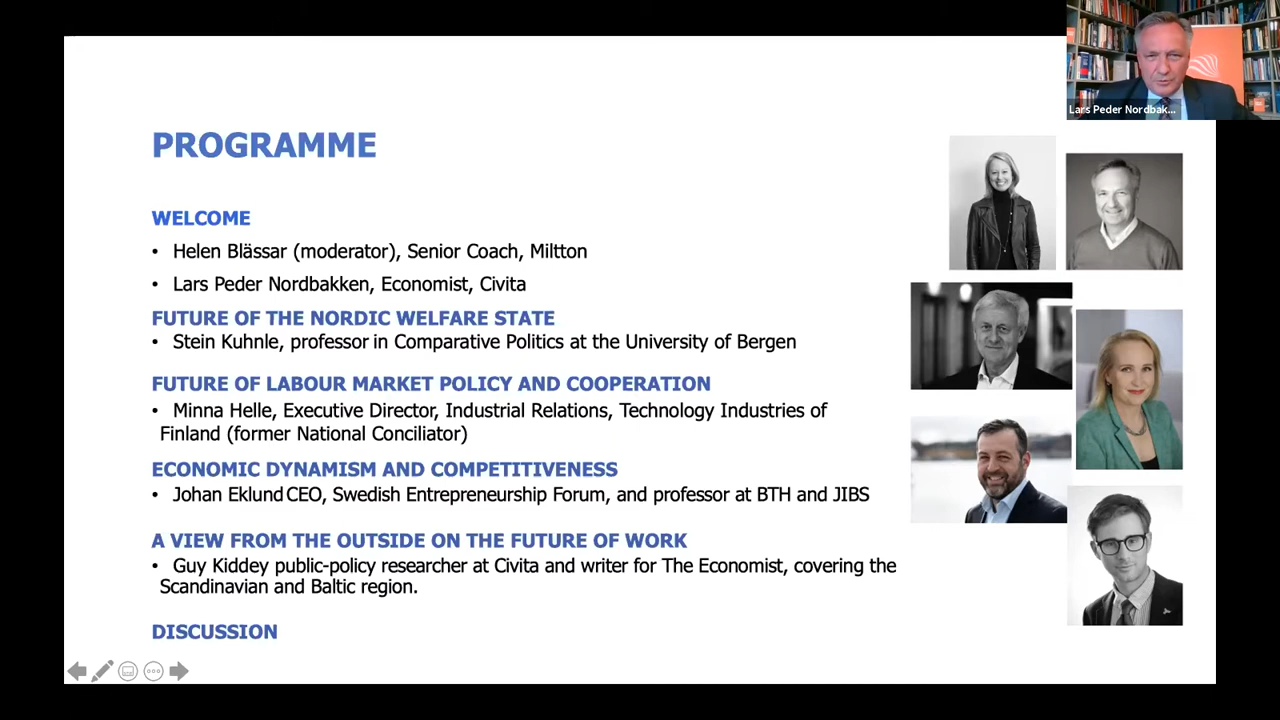 Lars Peder Nordbak...
PROGRAMME
WELCOME
• Helen Blässar (moderator), Senior Coach, Miltton
• Lars Peder Nordbakken, Economist, Civita
FUTURE OF THE NORDIC WELFARE STATE
• Stein Kuhnle, professor in Comparative Politics at the University of Bergen
FUTURE OF LABOUR MARKET POLICY AND COOPERATION
• Minna Helle, Executive Director, Industrial Relations, Technology Industries of
Finland (former National Conciliator)
ECONOMIC DYNAMISM AND COMPETITIVENESS
• Johan Eklund CEO, Swedish Entrepreneurship Forum, and professor at BTH and JIBS
A VIEW FROM THE OUTSIDE ON THE FUTURE OF WORK
• Guy Kiddey public-policy researcher at Civita and writer for The Economist, covering the
Scandinavian and Baltic region.
DISCUSSION